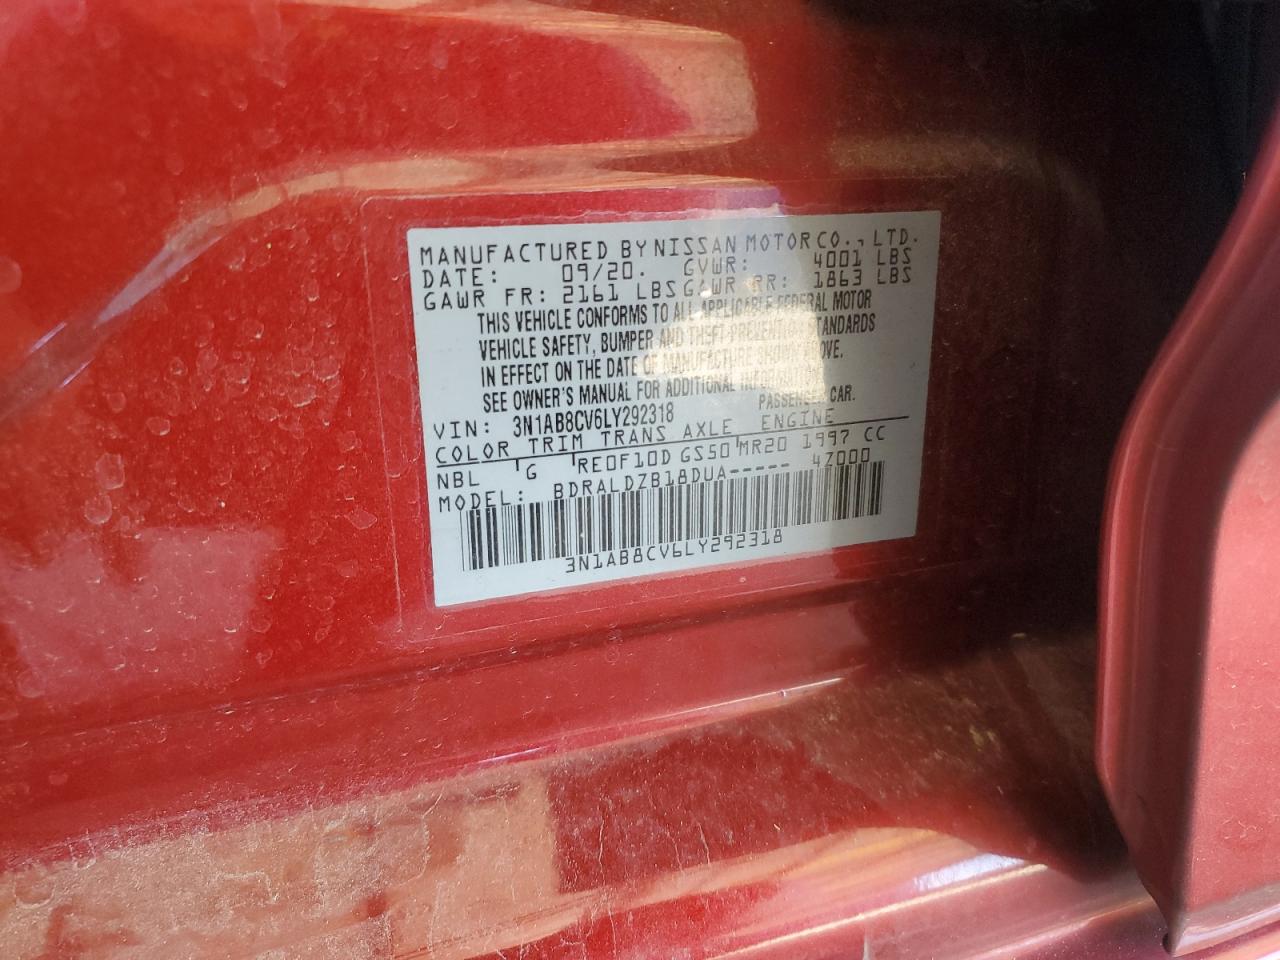 MANUFACTURED BY NISSAN MOTOR CO., LTD.
DATE: 09/20. GVWR: 4001 LBS
GAWR FR: 2161 LBS GAWR RR: 1863 LBS
THIS VEHICLE CONFORMS TO ALL APPLICABLE FEDERAL MOTOR
VEHICLE SAFETY, BUMPER AND THEFT PREVENTION STANDARDS
IN EFFECT ON THE DATE OF MANUFACTURE SHOWN ABOVE.
SEE OWNER'S MANUAL FOR ADDITIONAL INFORMATION
PASSENGER CAR.
VIN: 3N1AB8CV6LY292318
COLOR TRIM TRANS AXLE ENGINE
NBL G RE0F10D GS50 MR20 1997 CC
MODEL: BDRALDZB18DUA----- 4Z000
3N1AB8CV6LY292318